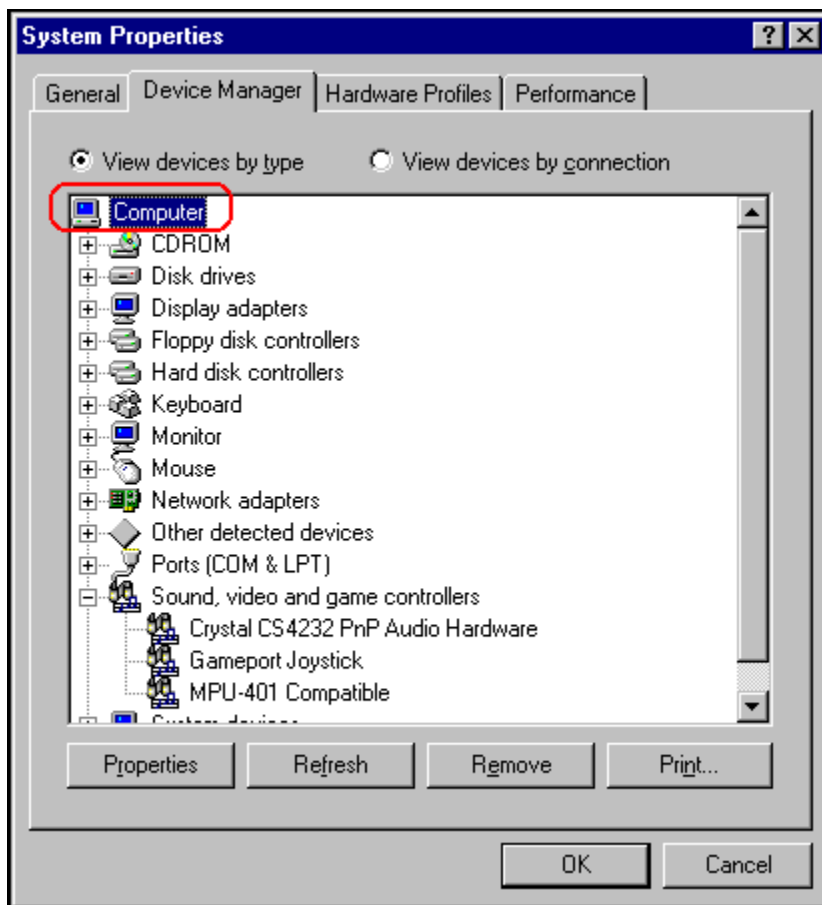 System Properties
General Device Manager Hardware Profiles Performance
View devices by type View devices by connection
Computer
CDROM
Disk drives
Display adapters
Floppy disk controllers
Hard disk controllers
Keyboard
Monitor
Mouse
Network adapters
Other detected devices
Ports (COM & LPT)
Sound, video and game controllers
Crystal CS4232 PnP Audio Hardware
Gameport Joystick
MPU-401 Compatible
System devices
Properties Refresh Remove Print...
OK Cancel